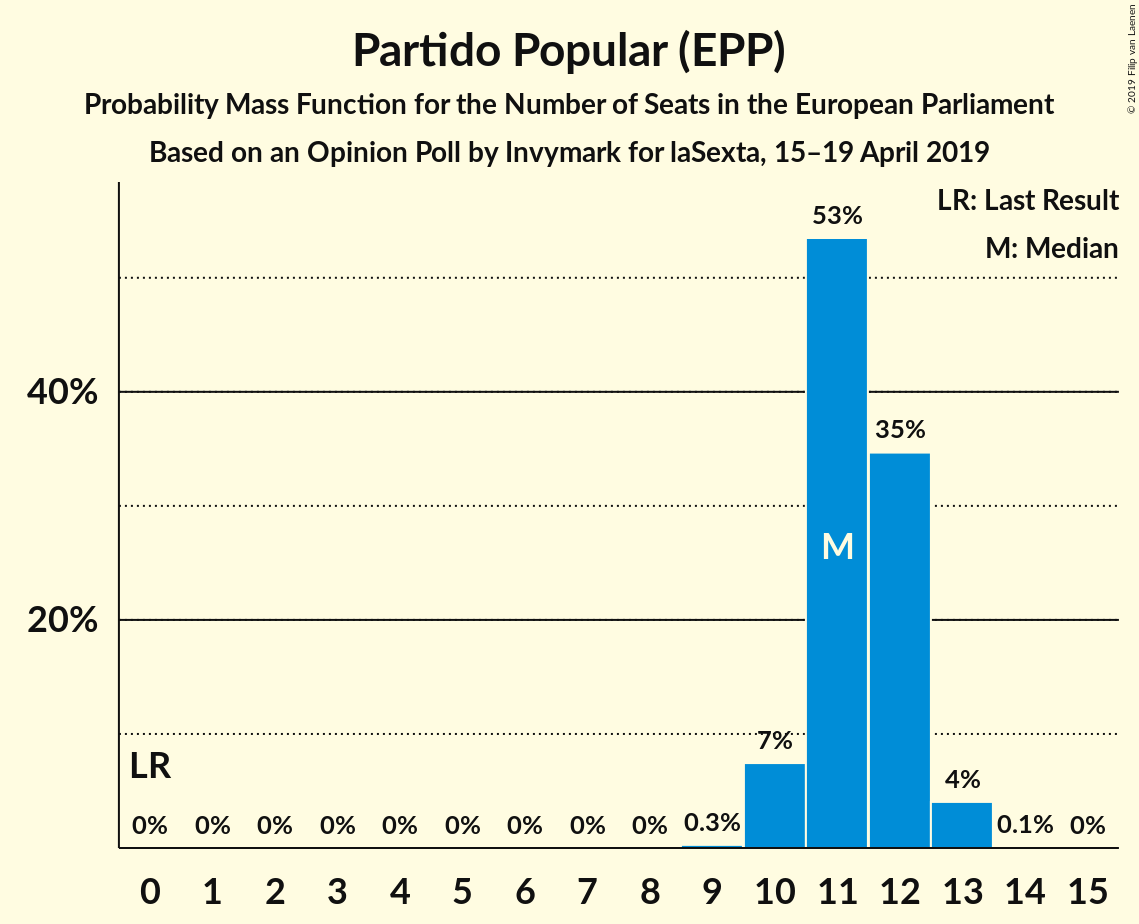 Partido Popular (EPP)
Probability Mass Function for the Number of Seats in the European Parliament
Based on an Opinion Poll by Invymark for laSexta, 15–19 April 2019
© 2019 Filip van Laenen
LR: Last Result
M: Median
53%
40%
35%
M
20%
7%
LR
4%
0% 0% 0% 0% 0% 0% 0% 0% 0% 0.3% 0.1% 0%
0 1 2 3 4 5 6 7 8 9 10 11 12 13 14 15